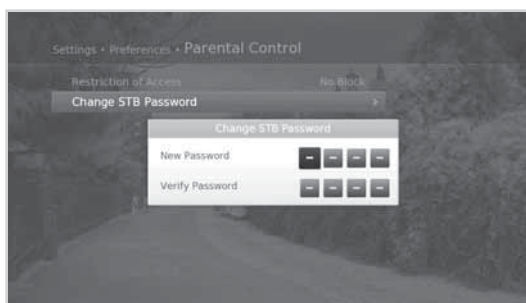 Settings • Preferences • Parental Control
Restriction of Access No Block
Change STB Password
Change STB Password
New Password – – – –
Verify Password – – – –